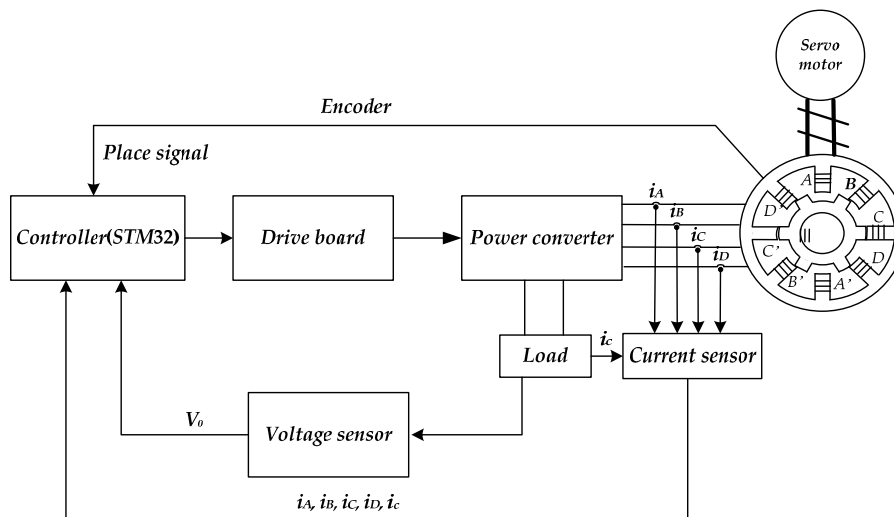 Servo
motor
Encoder
Place signal
Controller(STM32)
Drive board
Power converter
i_A
i_B
i_C
i_D
A
B
C
D
A'
B'
C'
D'
Load
i_c
Current sensor
V_0
Voltage sensor
i_A, i_B, i_C, i_D, i_c